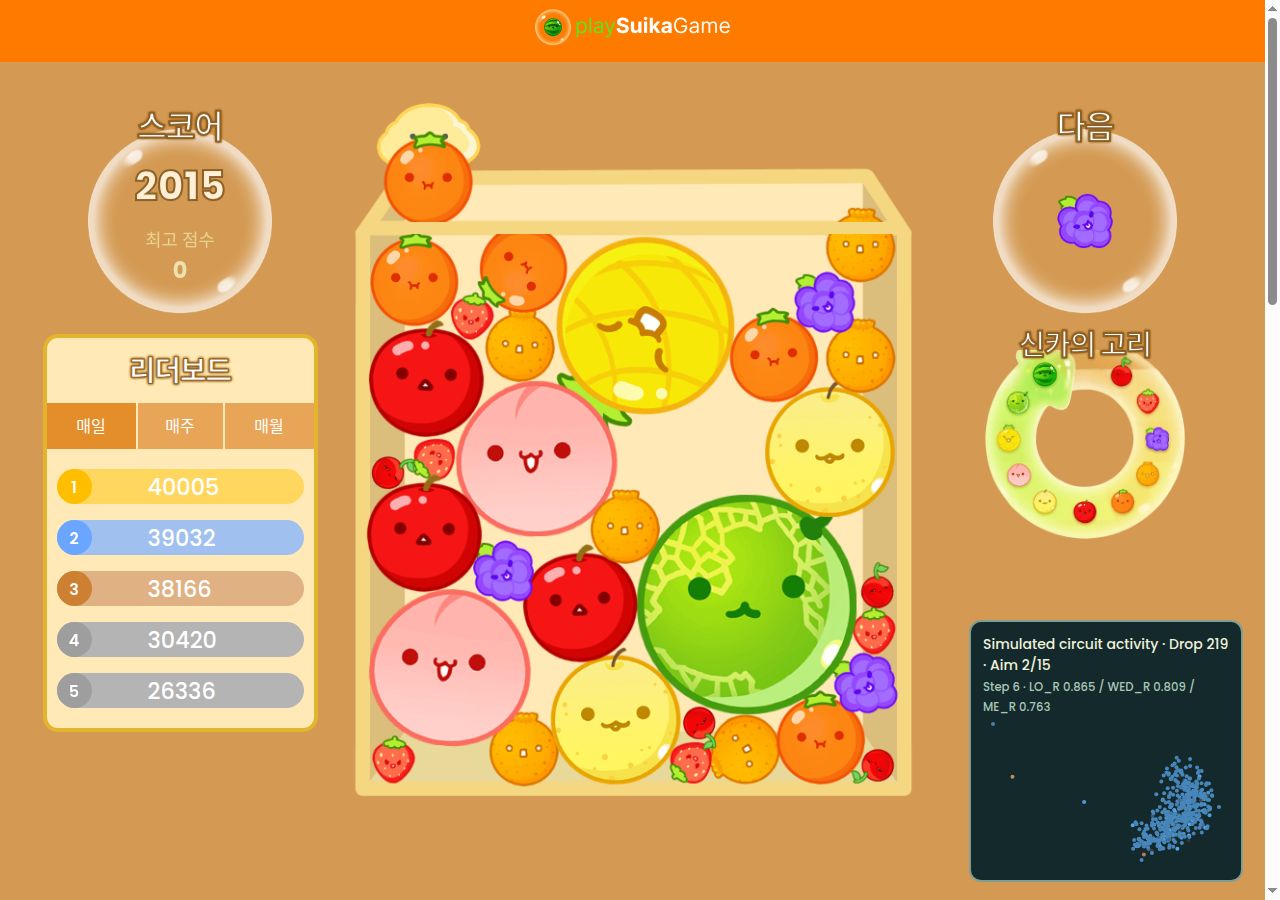 playSuikaGame
스코어
2015
최고 점수
0
리더보드
매일 매주 매월
1 40005
2 39032
3 38166
4 30420
5 26336
다음
신카의 고리
Simulated circuit activity · Drop 219
· Aim 2/15
Step 6 · LO_R 0.865 / WED_R 0.809 /
ME_R 0.763